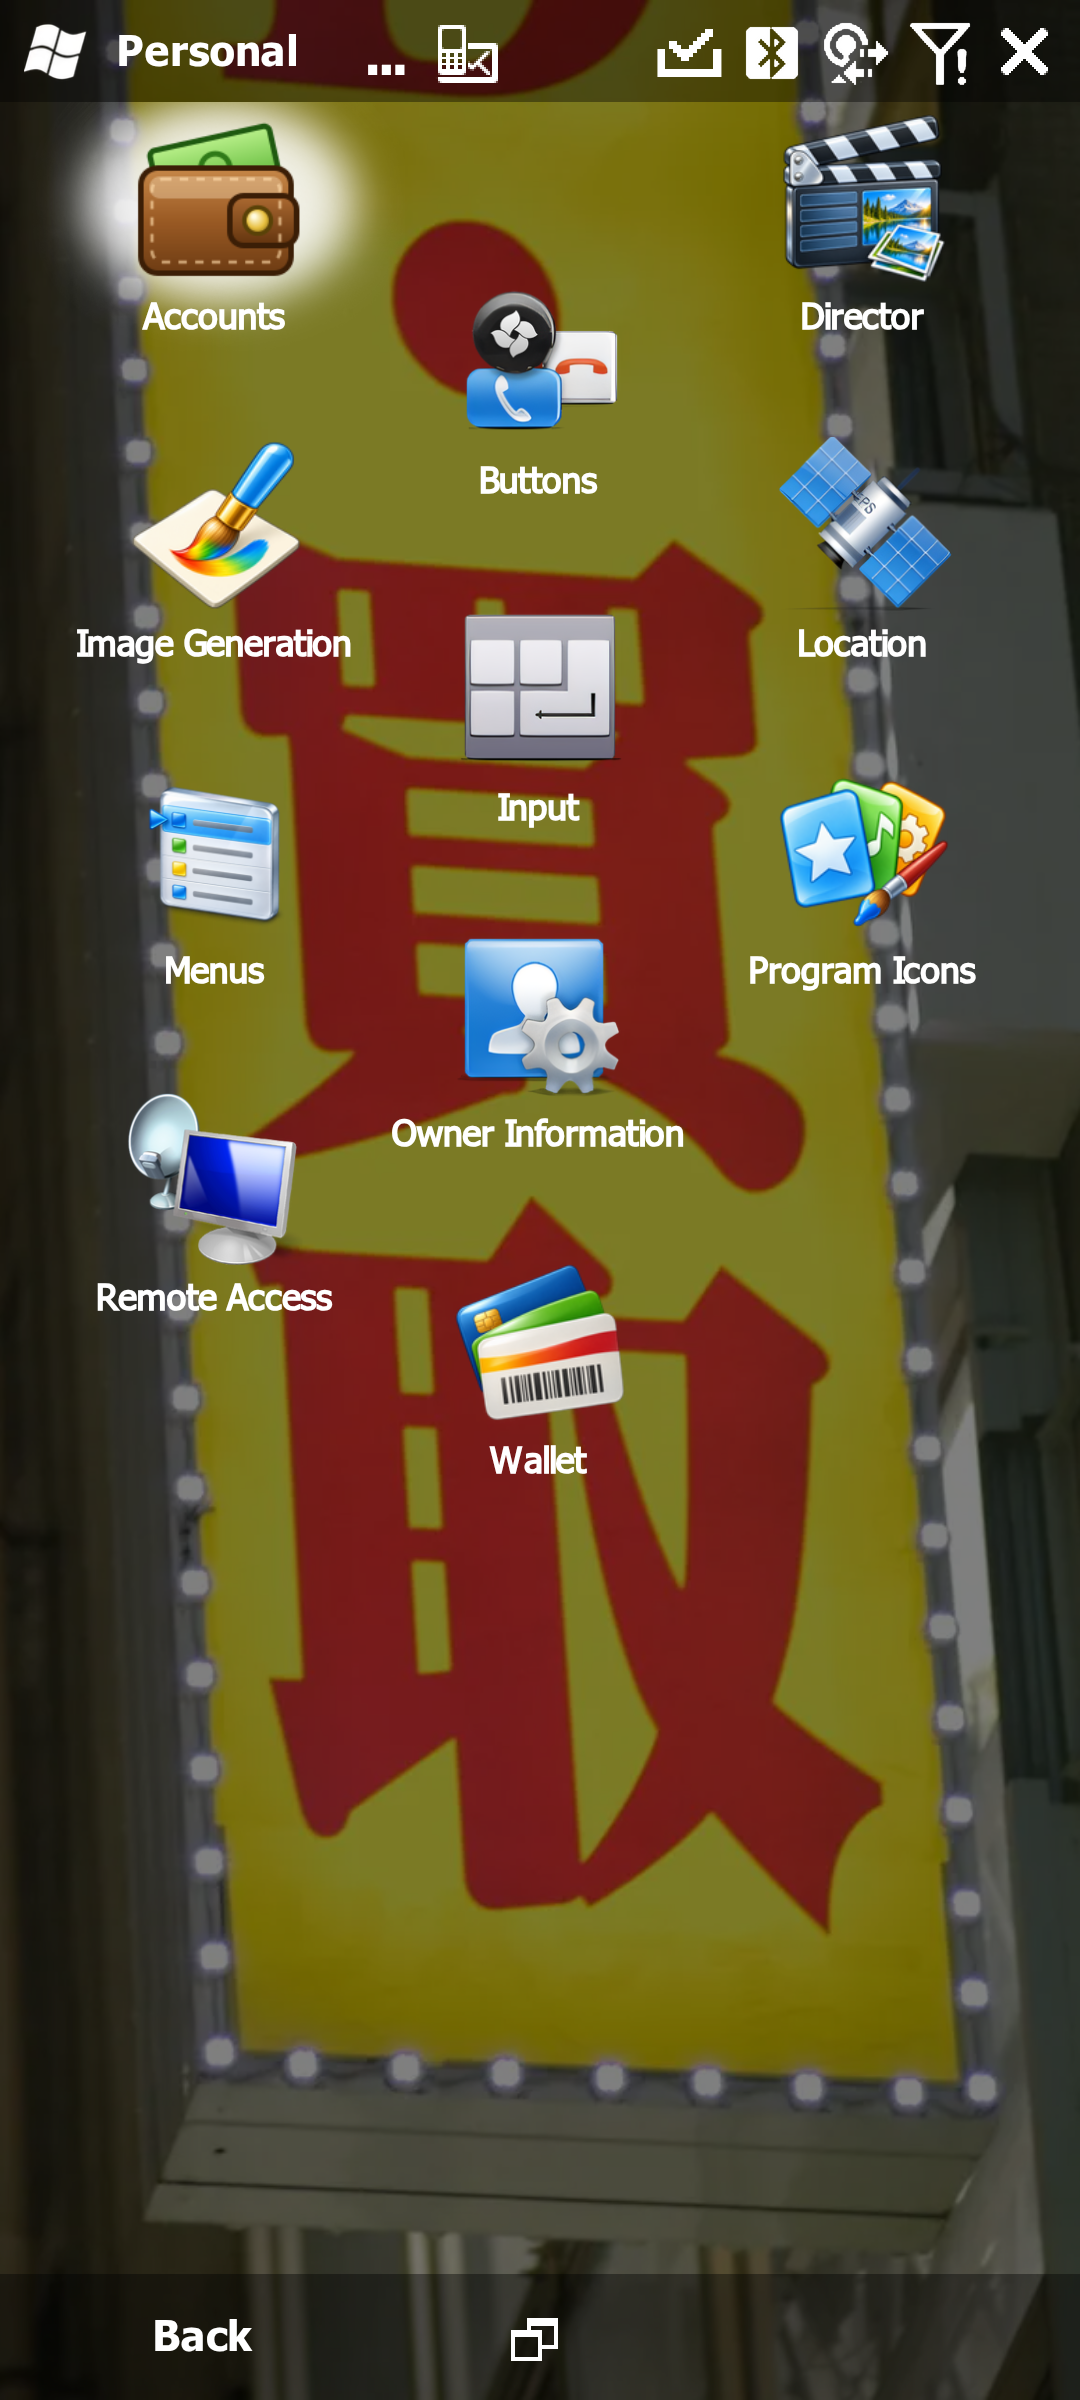 Personal
...
Accounts
Director
Buttons
Image Generation
GPS
Location
Input
Menus
Program Icons
Owner Information
Remote Access
Wallet
買
取
Back